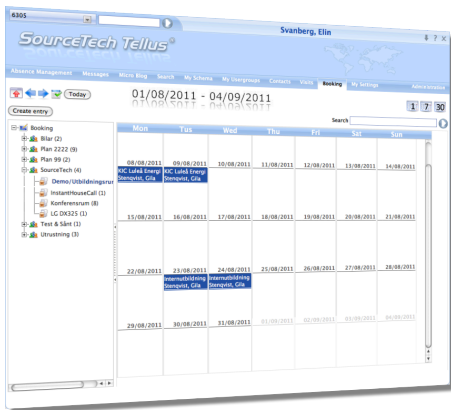 6305
Svanberg, Elin
? ×
SourceTech Tellus®
Absence Management Messages Micro Blog Search My Schema My Usergroups Contacts Visits Booking My Settings Administration
Today
01/08/2011 - 04/09/2011
1 7 30
Create entry
Search
Booking
Bilar (2)
Plan 2222 (9)
Plan 99 (2)
SourceTech (4)
Demo/Utbildningsrum
InstantHouseCall (1)
Konferensrum (8)
LG DX325 (1)
Test & Sånt (1)
Utrustning (3)
Mon Tue Wed Thu Fri Sat Sun
08/08/2011 09/08/2011 10/08/2011 11/08/2011 12/08/2011 13/08/2011 14/08/2011
KIC Luleå Energi KIC Luleå Energi
Stenqvist, Gila Stenqvist, Gila
15/08/2011 16/08/2011 17/08/2011 18/08/2011 19/08/2011 20/08/2011 21/08/2011
22/08/2011 23/08/2011 24/08/2011 25/08/2011 26/08/2011 27/08/2011 28/08/2011
Internutbildning Internutbildning
Stenqvist, Gila Stenqvist, Gila
29/08/2011 30/08/2011 31/08/2011 01/09/2011 02/09/2011 03/09/2011 04/09/2011